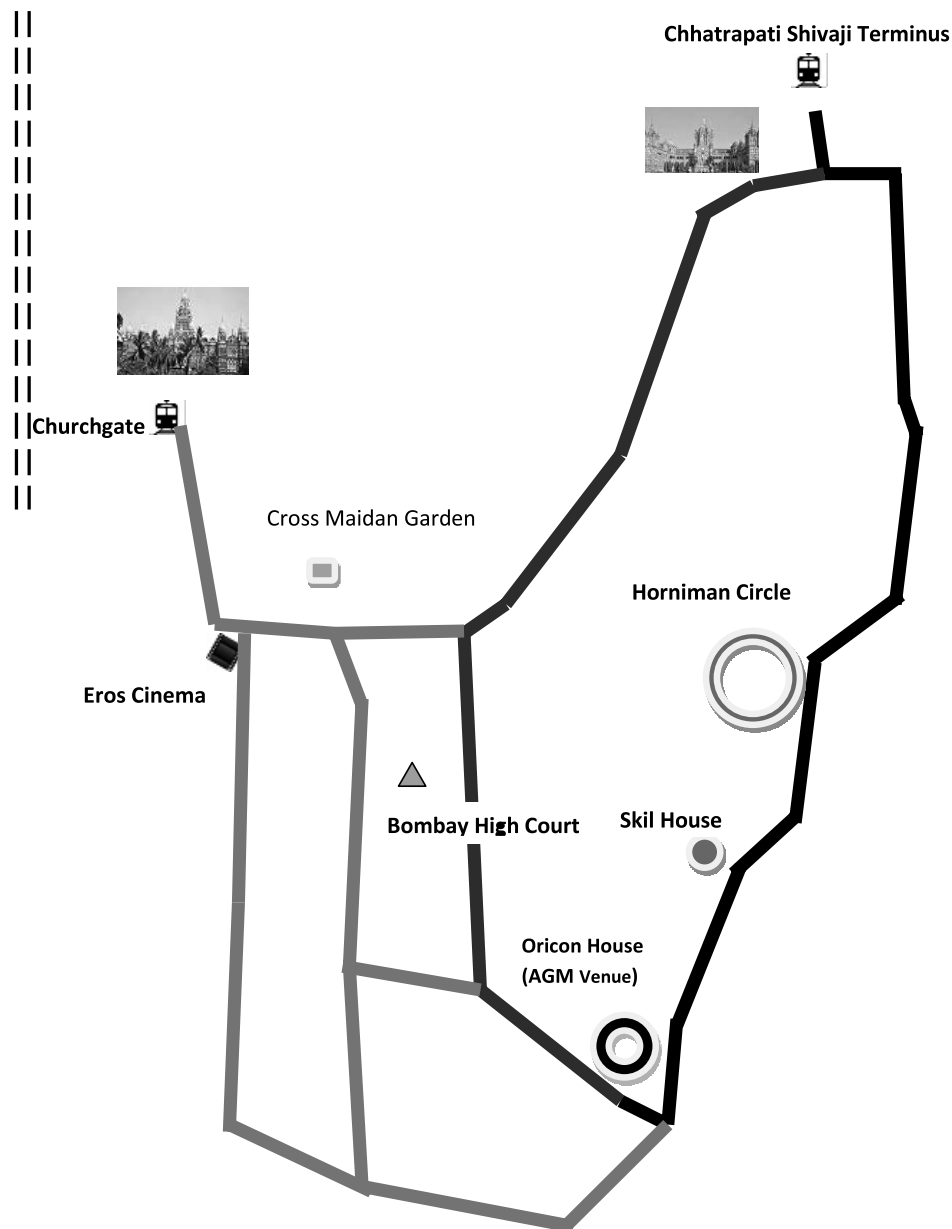 Chhatrapati Shivaji Terminus
Churchgate
Cross Maidan Garden
Horniman Circle
Eros Cinema
Bombay High Court
Skil House
Oricon House
(AGM Venue)